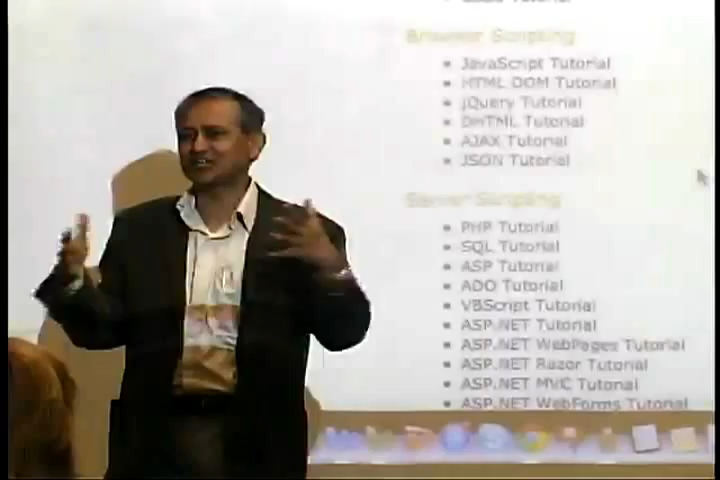 Browser Scripting
JavaScript Tutorial
HTML DOM Tutorial
jQuery Tutorial
DHTML Tutorial
AJAX Tutorial
JSON Tutorial
Server Scripting
PHP Tutorial
SQL Tutorial
ASP Tutorial
ADO Tutorial
VBScript Tutorial
ASP.NET Tutorial
ASP.NET WebPages Tutorial
ASP.NET Razor Tutorial
ASP.NET MVC Tutorial
ASP.NET WebForms Tutorial